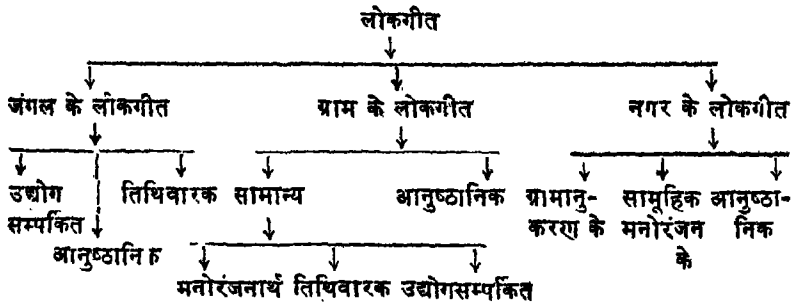 लोकगीत
जंगल के लोकगीत ग्राम के लोकगीत नगर के लोकगीत
उद्योग तिथिवारक सामान्य आनुष्ठानिक ग्रामानु- सामूहिक आनुष्ठा-
सम्पर्कित करण के मनोरंजन निक
आनुष्ठानिक के
मनोरंजनार्थ तिथिवारक उद्योगसम्पर्कित